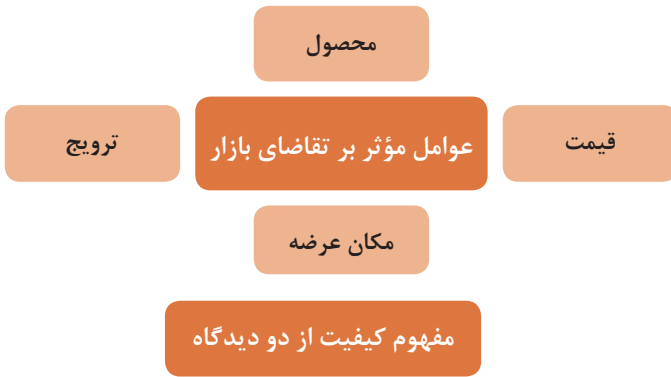 محصول
قیمت
عوامل مؤثر بر تقاضای بازار
ترویج
مکان عرضه
مفهوم کیفیت از دو دیدگاه